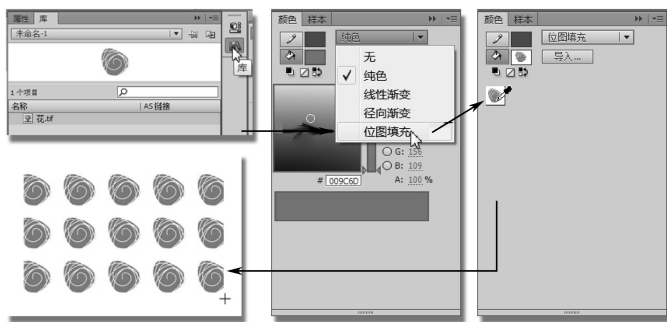 属性 库
未命名-1
库
1 个项目
名称 AS 链接
花.tif
颜色 样本
纯色
无
✓ 纯色
线性渐变
径向渐变
位图填充
G: 156
B: 109
# 009C6D A: 100 %
颜色 样本
位图填充
导入...